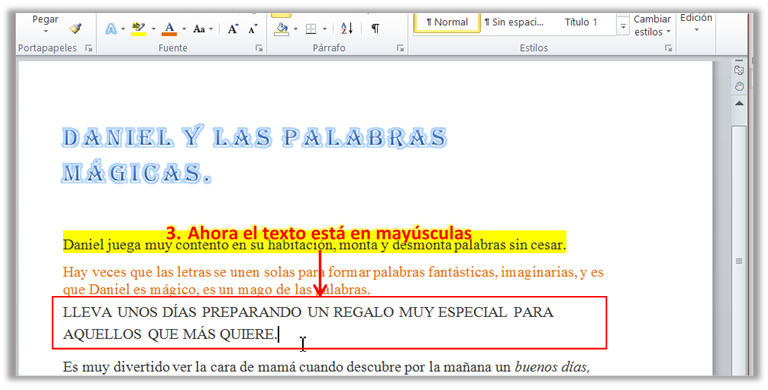 Pegar
Portapapeles
Fuente
Párrafo
¶ Normal
¶ Sin espaci...
Título 1
Cambiar
estilos
Estilos
Edición
Aa
DANIEL Y LAS PALABRAS
MÁGICAS.
3. Ahora el texto está en mayúsculas
Daniel juega muy contento en su habitación, monta y desmonta palabras sin cesar.
Hay veces que las letras se unen solas para formar palabras fantásticas, imaginarias, y es
que Daniel es mágico, es un mago de las palabras.
LLEVA UNOS DÍAS PREPARANDO UN REGALO MUY ESPECIAL PARA
AQUELLOS QUE MÁS QUIERE.
Es muy divertido ver la cara de mamá cuando descubre por la mañana un buenos días,